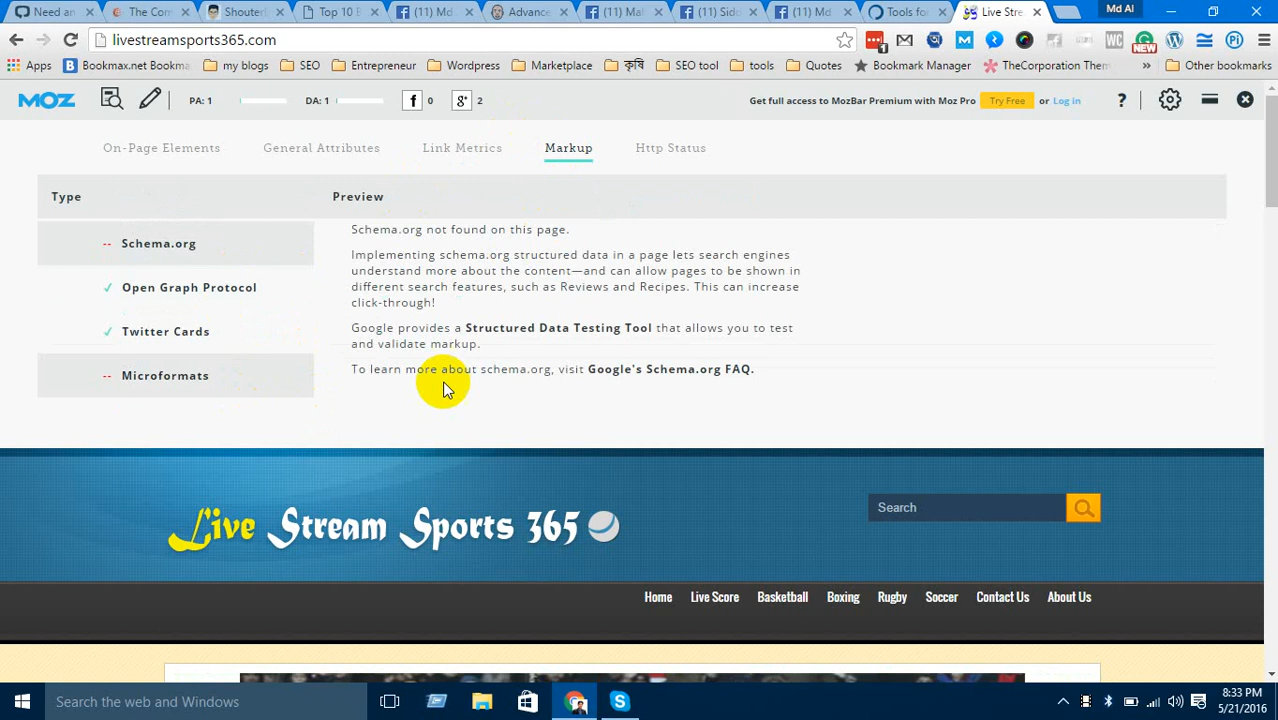 Need an
The Com
Shouter
Top 10 B
(11) Md
Advance
(11) Mai
(11) Sido
(11) Md
Tools fo
Live Stre
Md Al
livestreamsports365.com
Apps
Bookmax.net Bookma
my blogs
SEO
Entrepreneur
Wordpress
Marketplace
কৃষি
SEO tool
tools
Quotes
Bookmark Manager
TheCorporation Them
»
Other bookmarks
MOZ
PA: 1
DA: 1
0
2
Get full access to MozBar Premium with Moz Pro
Try Free
or Log in
?
On-Page Elements
General Attributes
Link Metrics
Markup
Http Status
Type
Preview
-- Schema.org
✓ Open Graph Protocol
✓ Twitter Cards
-- Microformats
Schema.org not found on this page.
Implementing schema.org structured data in a page lets search engines
understand more about the content—and can allow pages to be shown in
different search features, such as Reviews and Recipes. This can increase
click-through!
Google provides a Structured Data Testing Tool that allows you to test
and validate markup.
To learn more about schema.org, visit Google's Schema.org FAQ.
Live Stream Sports 365
Search
Home
Live Score
Basketball
Boxing
Rugby
Soccer
Contact Us
About Us
Search the web and Windows
8:33 PM
5/21/2016